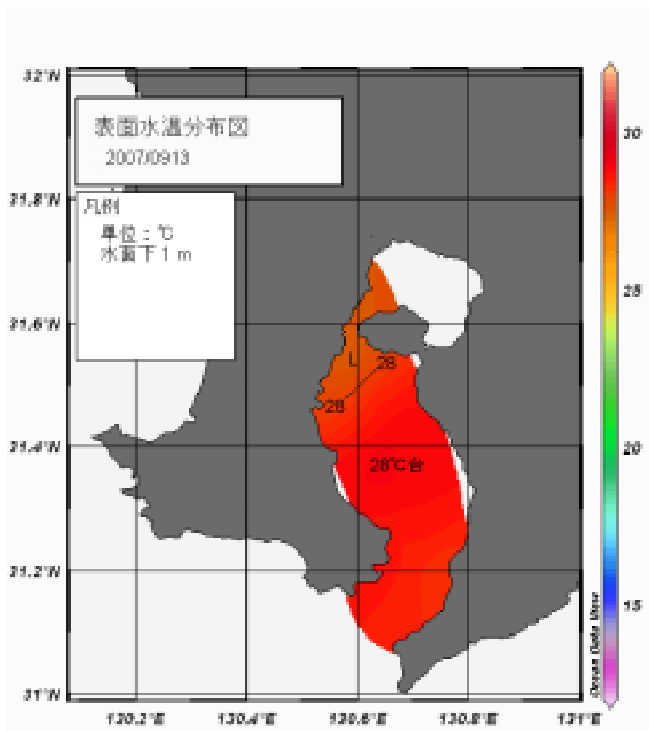 32°N
表面水温分布図
2007/0913
31.8°N
凡例
単位：℃
水面下１ｍ
31.6°N
L
28
28
31.4°N
28℃台
31.2°N
31°N
130.2°E
130.4°E
130.6°E
130.8°E
131°E
30
25
20
15
Ocean Data View